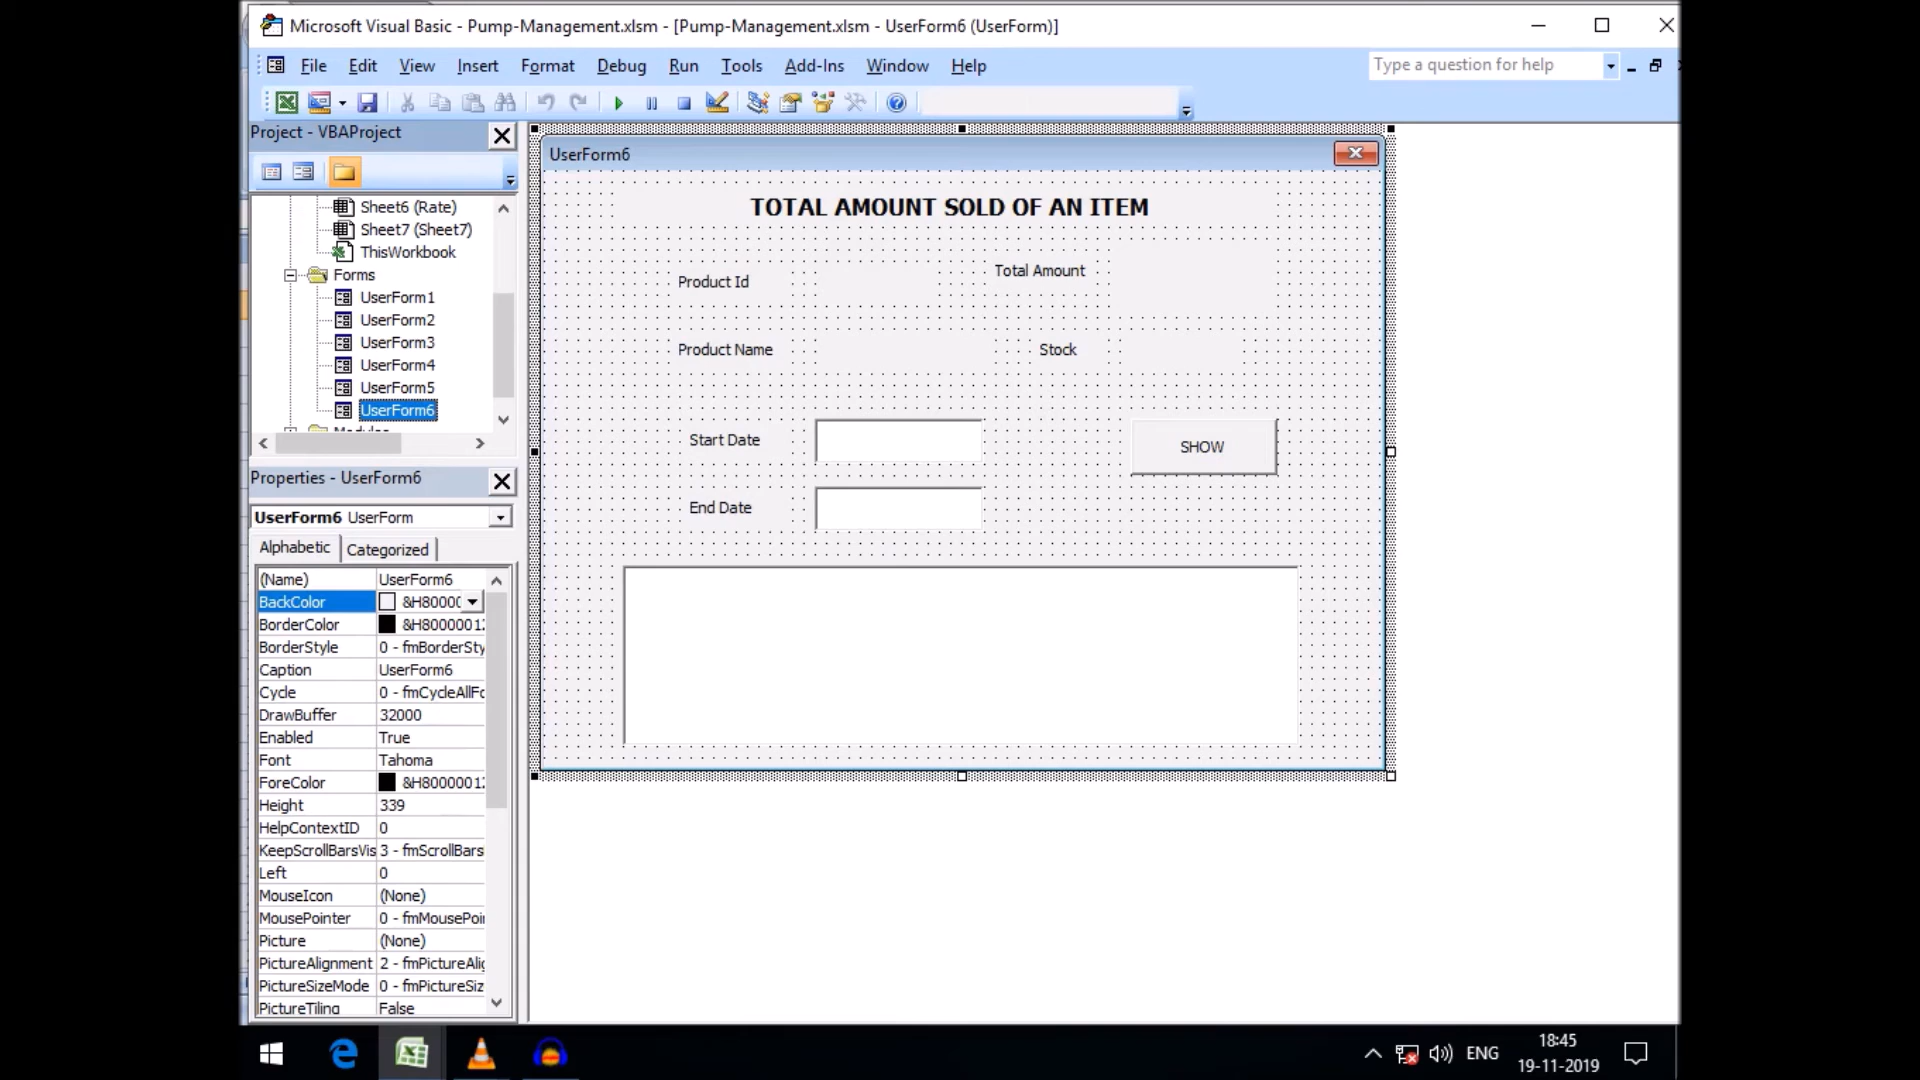 Microsoft Visual Basic - Pump-Management.xlsm - [Pump-Management.xlsm - UserForm6 (UserForm)]
File Edit View Insert Format Debug Run Tools Add-Ins Window Help
Type a question for help
Project - VBAProject
Sheet6 (Rate)
Sheet7 (Sheet7)
ThisWorkbook
Forms
UserForm1
UserForm2
UserForm3
UserForm4
UserForm5
UserForm6
Properties - UserForm6
UserForm6 UserForm
Alphabetic Categorized
(Name) UserForm6
BackColor &H8000(
BorderColor &H80000012
BorderStyle 0 - fmBorderSty
Caption UserForm6
Cycle 0 - fmCycleAllFo
DrawBuffer 32000
Enabled True
Font Tahoma
ForeColor &H80000012
Height 339
HelpContextID 0
KeepScrollBarsVis 3 - fmScrollBars
Left 0
MouseIcon (None)
MousePointer 0 - fmMousePoi
Picture (None)
PictureAlignment 2 - fmPictureAlig
PictureSizeMode 0 - fmPictureSiz
PictureTiling False
UserForm6
TOTAL AMOUNT SOLD OF AN ITEM
Product Id
Total Amount
Product Name
Stock
Start Date
SHOW
End Date
ENG
18:45
19-11-2019